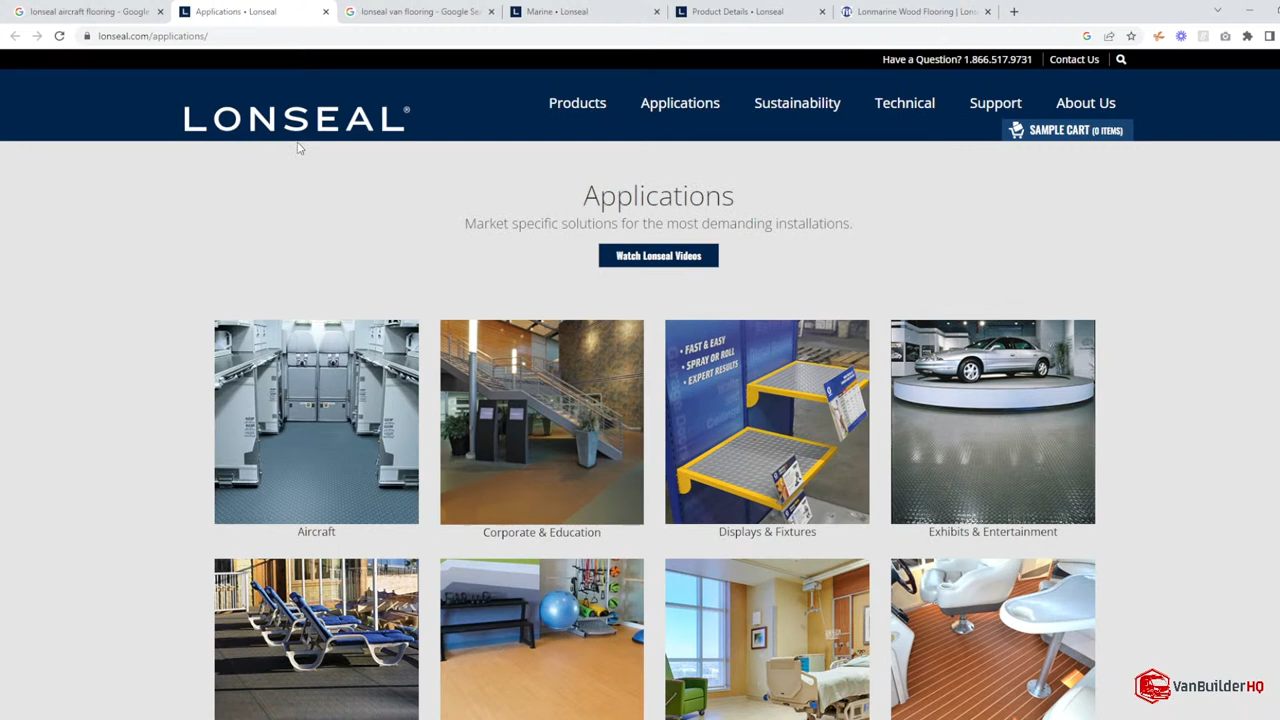 lonseal aircraft flooring - Google
Applications • Lonseal
lonseal van flooring - Google Se
Marine • Lonseal
Product Details • Lonseal
Lonmarine Wood Flooring | Lon
lonseal.com/applications/
Have a Question? 1.866.517.9731
Contact Us
LONSEAL®
Products
Applications
Sustainability
Technical
Support
About Us
SAMPLE CART (0 ITEMS)
Applications
Market specific solutions for the most demanding installations.
Watch Lonseal Videos
• FAST & EASY
• SPRAY OR ROLL
• EXPERT RESULTS
Aircraft
Corporate & Education
Displays & Fixtures
Exhibits & Entertainment
VanBuilderHQ